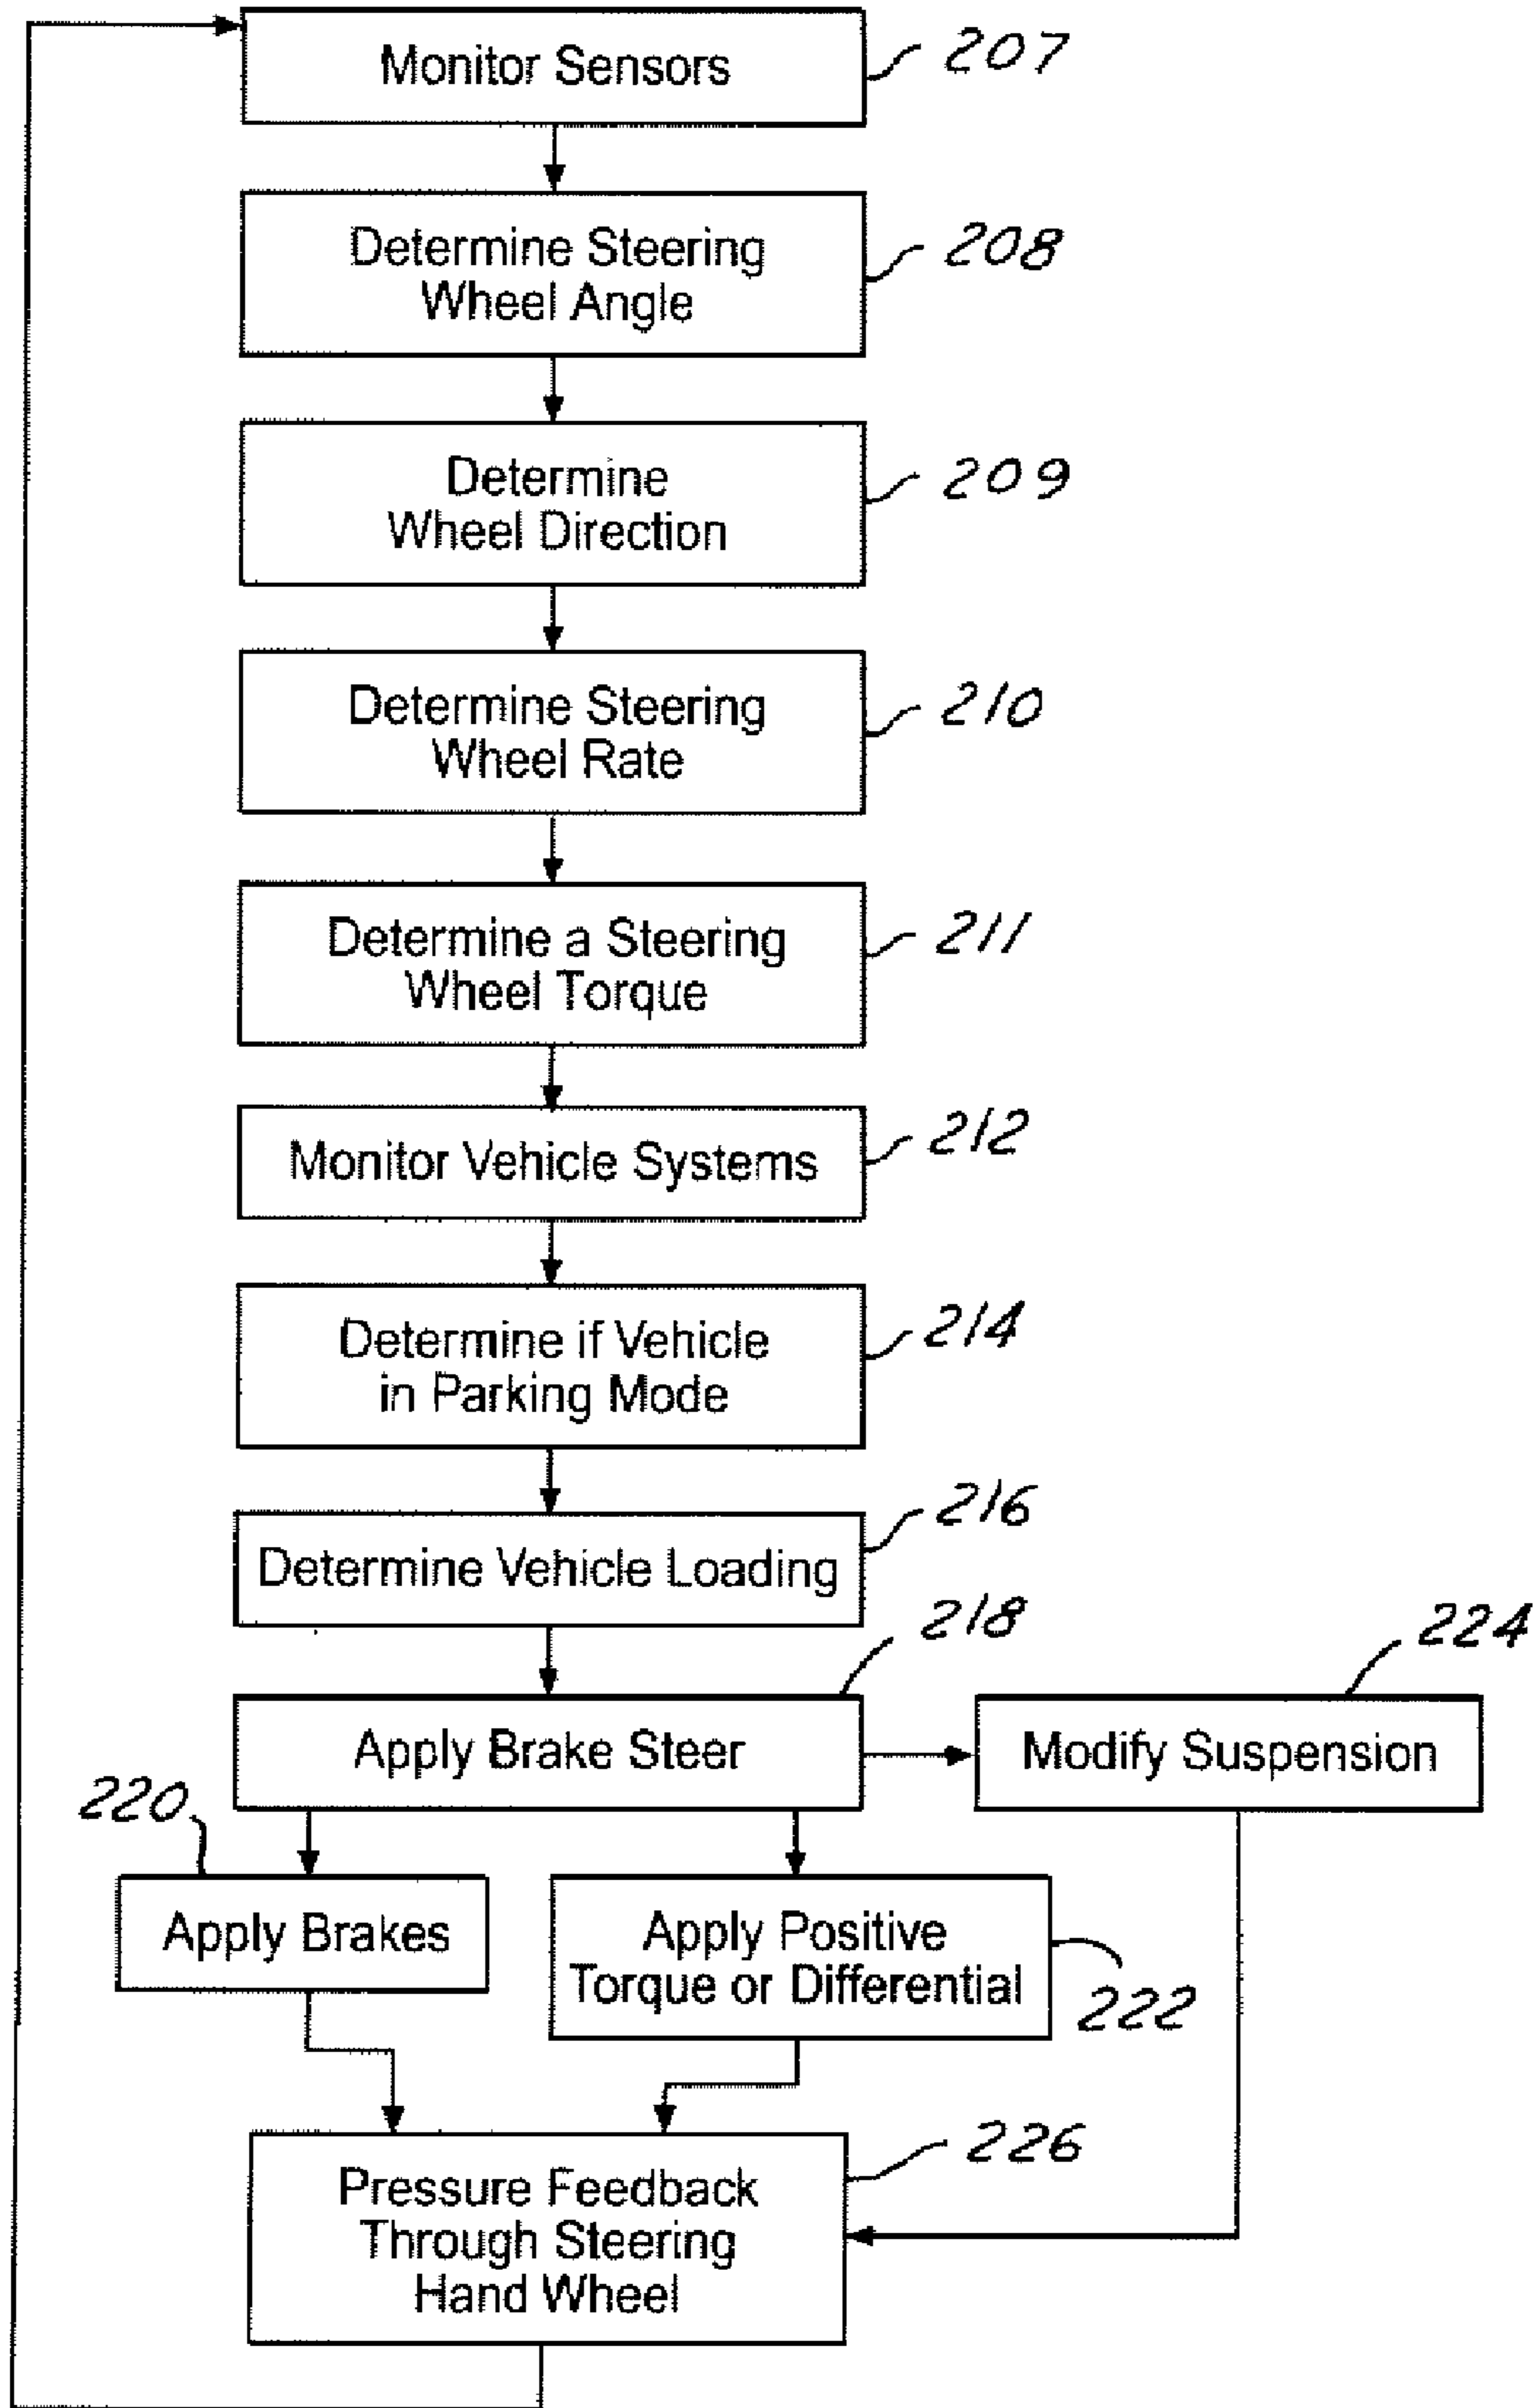 Monitor Sensors
207
Determine Steering
Wheel Angle
208
Determine
Wheel Direction
209
Determine Steering
Wheel Rate
210
Determine a Steering
Wheel Torque
211
Monitor Vehicle Systems
212
Determine if Vehicle
in Parking Mode
214
Determine Vehicle Loading
216
Apply Brake Steer
218
Modify Suspension
224
220
Apply Brakes
Apply Positive
Torque or Differential
222
Pressure Feedback
Through Steering
Hand Wheel
226